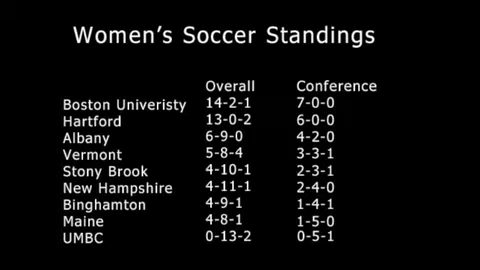 Women's Soccer Standings
Overall Conference
Boston Univeristy 14-2-1 7-0-0
Hartford 13-0-2 6-0-0
Albany 6-9-0 4-2-0
Vermont 5-8-4 3-3-1
Stony Brook 4-10-1 2-3-1
New Hampshire 4-11-1 2-4-0
Binghamton 4-9-1 1-4-1
Maine 4-8-1 1-5-0
UMBC 0-13-2 0-5-1